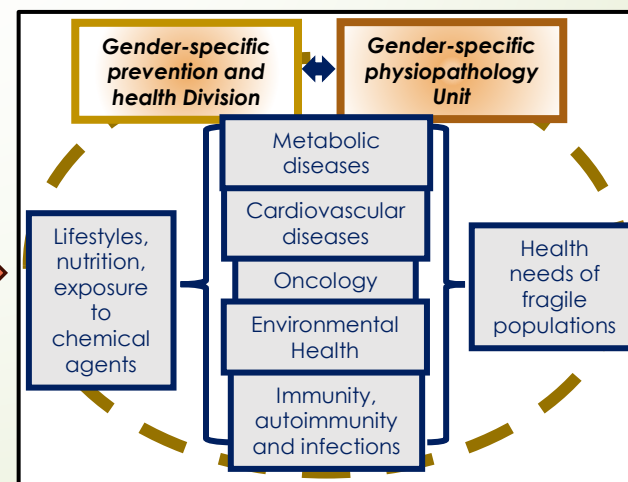 Gender-specific
prevention and
health Division
Gender-specific
physiopathology
Unit
Metabolic
diseases
Cardiovascular
diseases
Oncology
Environmental
Health
Immunity,
autoimmunity
and infections
Lifestyles,
nutrition,
exposure
to
chemical
agents
Health
needs of
fragile
populations